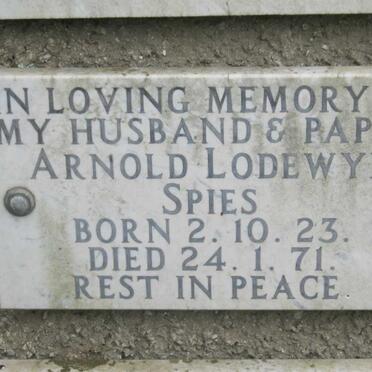 IN LOVING MEMORY
MY HUSBAND & PAP
ARNOLD LODEWY
SPIES
BORN 2. 10. 23.
DIED 24. 1. 71.
REST IN PEACE